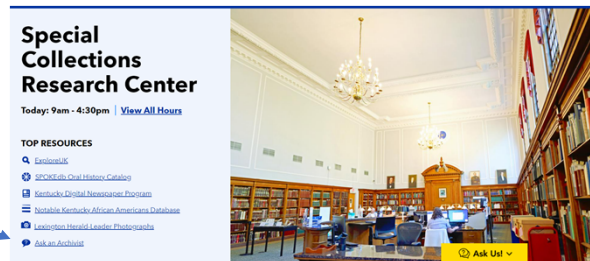 Special
Collections
Research Center
Today: 9am - 4:30pm | View All Hours
TOP RESOURCES
ExploreUK
SPOKEdb Oral History Catalog
Kentucky Digital Newspaper Program
Notable Kentucky African Americans Database
Lexington Herald-Leader Photographs
Ask an Archivist
Ask Us!